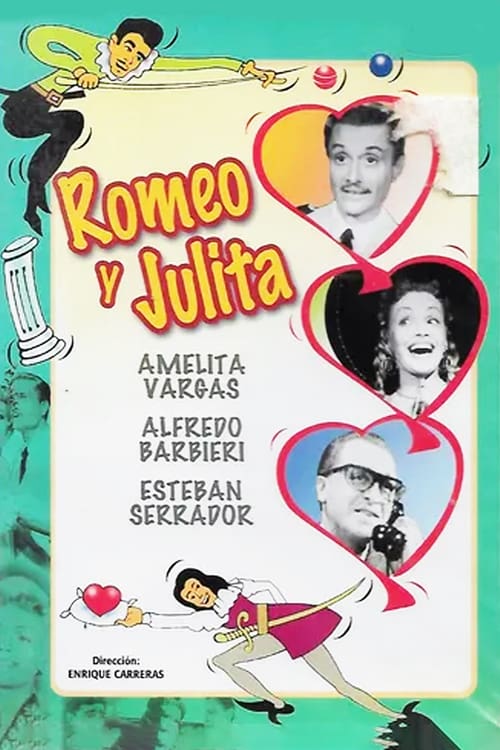 Romeo
y Julita
AMELITA
VARGAS
ALFREDO
BARBIERI
ESTEBAN
SERRADOR
Dirección:
ENRIQUE CARRERAS